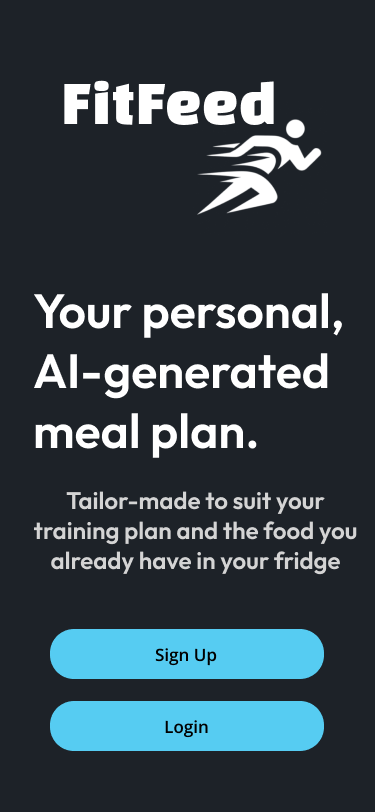 FitFeed
Your personal,
AI-generated
meal plan.
Tailor-made to suit your
training plan and the food you
already have in your fridge
Sign Up
Login